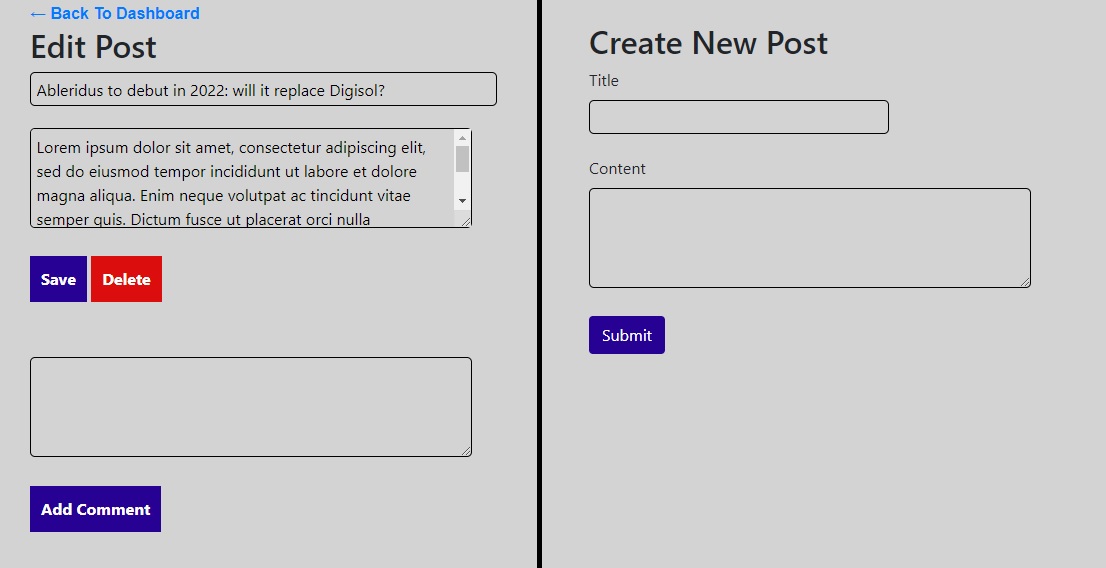 ← Back To Dashboard
Edit Post
Ableridus to debut in 2022: will it replace Digisol?
Lorem ipsum dolor sit amet, consectetur adipiscing elit,
sed do eiusmod tempor incididunt ut labore et dolore
magna aliqua. Enim neque volutpat ac tincidunt vitae
semper quis. Dictum fusce ut placerat orci nulla
Save Delete
Add Comment
Create New Post
Title
Content
Submit